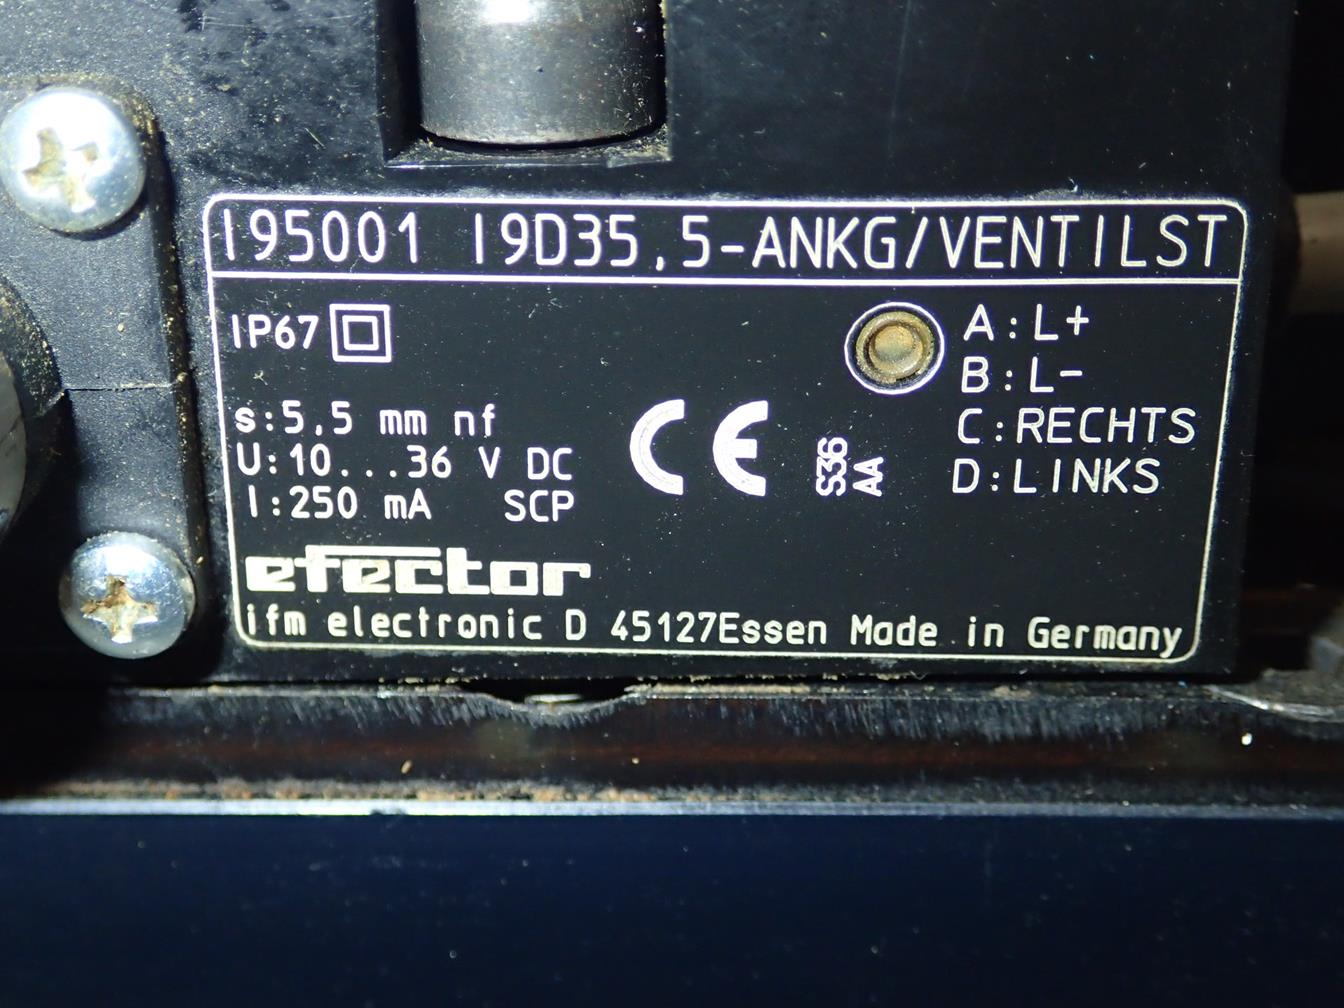 I95001 I9D35,5-ANKG/VENTILST
IP67
s:5,5 mm nf
U:10...36 V DC
I:250 mA SCP
CE
S36
AA
A:L+
B:L-
C:RECHTS
D:LINKS
efector
ifm electronic D 45127Essen Made in Germany